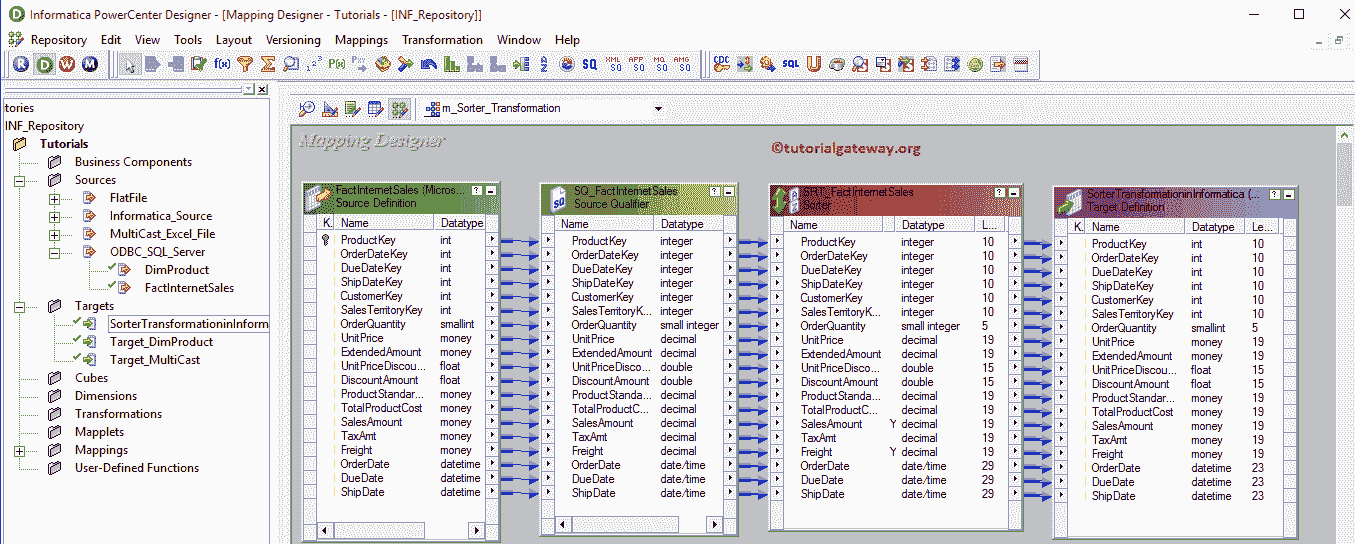 Informatica PowerCenter Designer - [Mapping Designer - Tutorials - [INF_Repository]]
Repository Edit View Tools Layout Versioning Mappings Transformation Window Help
R D W M f(x) P(x) SQ XML SQ APP SQ MQ SQ AMG SQ CDC SQL
tories
INF_Repository
Tutorials
Business Components
Sources
FlatFile
Informatica_Source
MultiCast_Excel_File
ODBC_SQL_Server
DimProduct
FactInternetSales
Targets
SorterTransformationinInform
Target_DimProduct
Target_MultiCast
Cubes
Dimensions
Transformations
Mapplets
Mappings
User-Defined Functions
m_Sorter_Transformation
Mapping Designer
©tutorialgateway.org
FactInternetSales (Micros...
Source Definition
K. Name Datatype
ProductKey int
OrderDateKey int
DueDateKey int
ShipDateKey int
CustomerKey int
SalesTerritoryKey int
OrderQuantity smallint
UnitPrice money
ExtendedAmount money
UnitPriceDiscou... float
DiscountAmount float
ProductStandar... money
TotalProductCost money
SalesAmount money
TaxAmt money
Freight money
OrderDate datetime
DueDate datetime
ShipDate datetime
SQ_FactInternetSales
Source Qualifier
Name Datatype
ProductKey integer
OrderDateKey integer
DueDateKey integer
ShipDateKey integer
CustomerKey integer
SalesTerritoryK... integer
OrderQuantity small integer
UnitPrice decimal
ExtendedAmount decimal
UnitPriceDisco... double
DiscountAmount double
ProductStanda... decimal
TotalProductC... decimal
SalesAmount decimal
TaxAmt decimal
Freight decimal
OrderDate date/time
DueDate date/time
ShipDate date/time
SRT_FactInternetSales
Sorter
Name Datatype L...
ProductKey integer 10
OrderDateKey integer 10
DueDateKey integer 10
ShipDateKey integer 10
CustomerKey integer 10
SalesTerritoryK... integer 10
OrderQuantity small integer 5
UnitPrice decimal 19
ExtendedAmount decimal 19
UnitPriceDisco... double 15
DiscountAmount double 15
ProductStanda... decimal 19
TotalProductC... decimal 19
SalesAmount Y decimal 19
TaxAmt decimal 19
Freight Y decimal 19
OrderDate date/time 29
DueDate date/time 29
ShipDate date/time 29
SorterTransformationinInformatica (...
Target Definition
K. Name Datatype Le...
ProductKey int 10
OrderDateKey int 10
DueDateKey int 10
ShipDateKey int 10
CustomerKey int 10
SalesTerritoryKey int 10
OrderQuantity smallint 5
UnitPrice money 19
ExtendedAmount money 19
UnitPriceDiscou... float 15
DiscountAmount float 15
ProductStandar... money 19
TotalProductCost money 19
SalesAmount money 19
TaxAmt money 19
Freight money 19
OrderDate datetime 23
DueDate datetime 23
ShipDate datetime 23